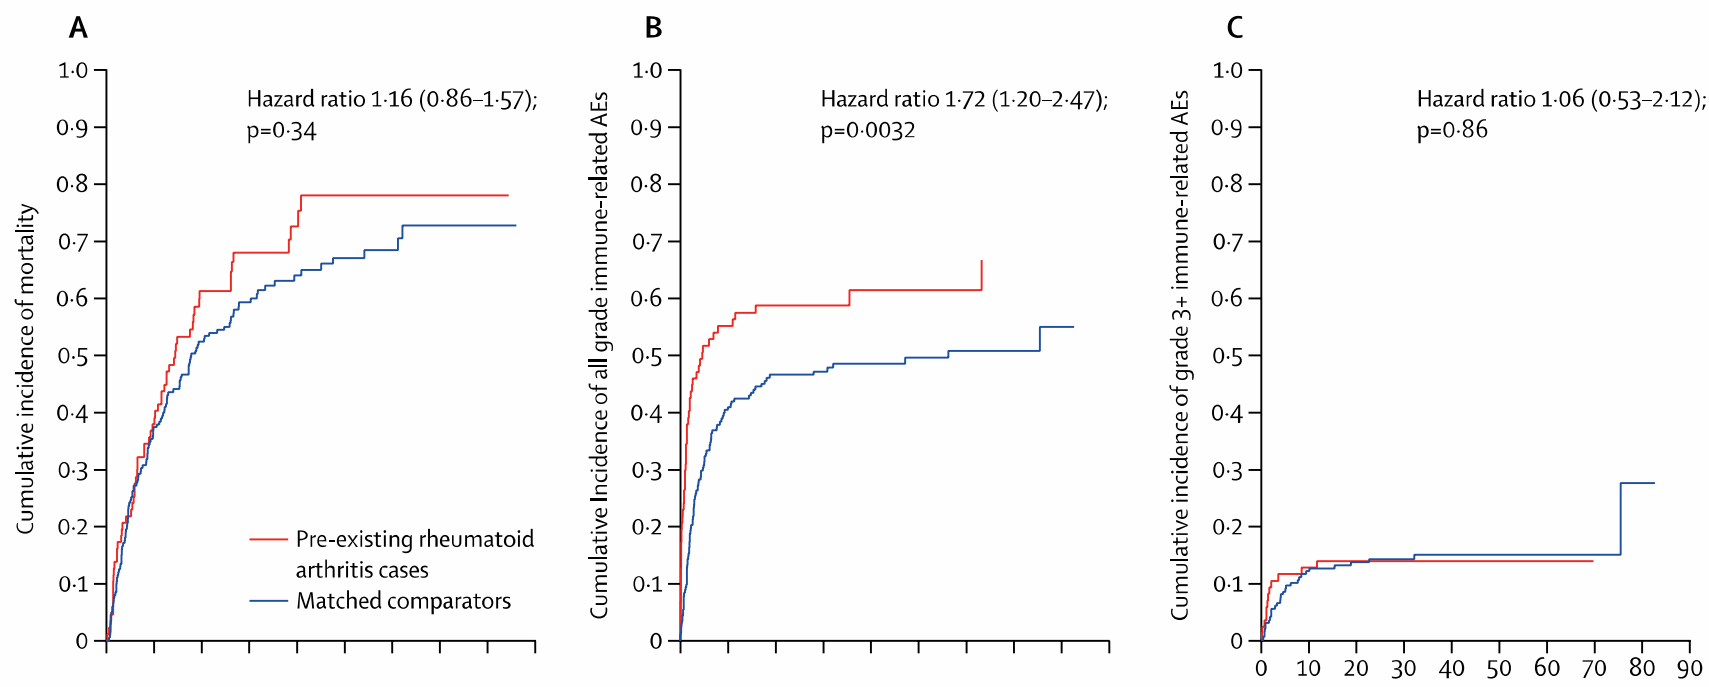 A
Cumulative incidence of mortality
1·0
0·9
0·8
0·7
0·6
0·5
0·4
0·3
0·2
0·1
0
Hazard ratio 1·16 (0·86–1·57);
p=0·34
Pre-existing rheumatoid
arthritis cases
Matched comparators
B
Cumulative Incidence of all grade immune-related AEs
1·0
0·9
0·8
0·7
0·6
0·5
0·4
0·3
0·2
0·1
0
Hazard ratio 1·72 (1·20–2·47);
p=0·0032
C
Cumulative incidence of grade 3+ immune-related AEs
1·0
0·9
0·8
0·7
0·6
0·5
0·4
0·3
0·2
0·1
0
Hazard ratio 1·06 (0·53–2·12);
p=0·86
0 10 20 30 40 50 60 70 80 90